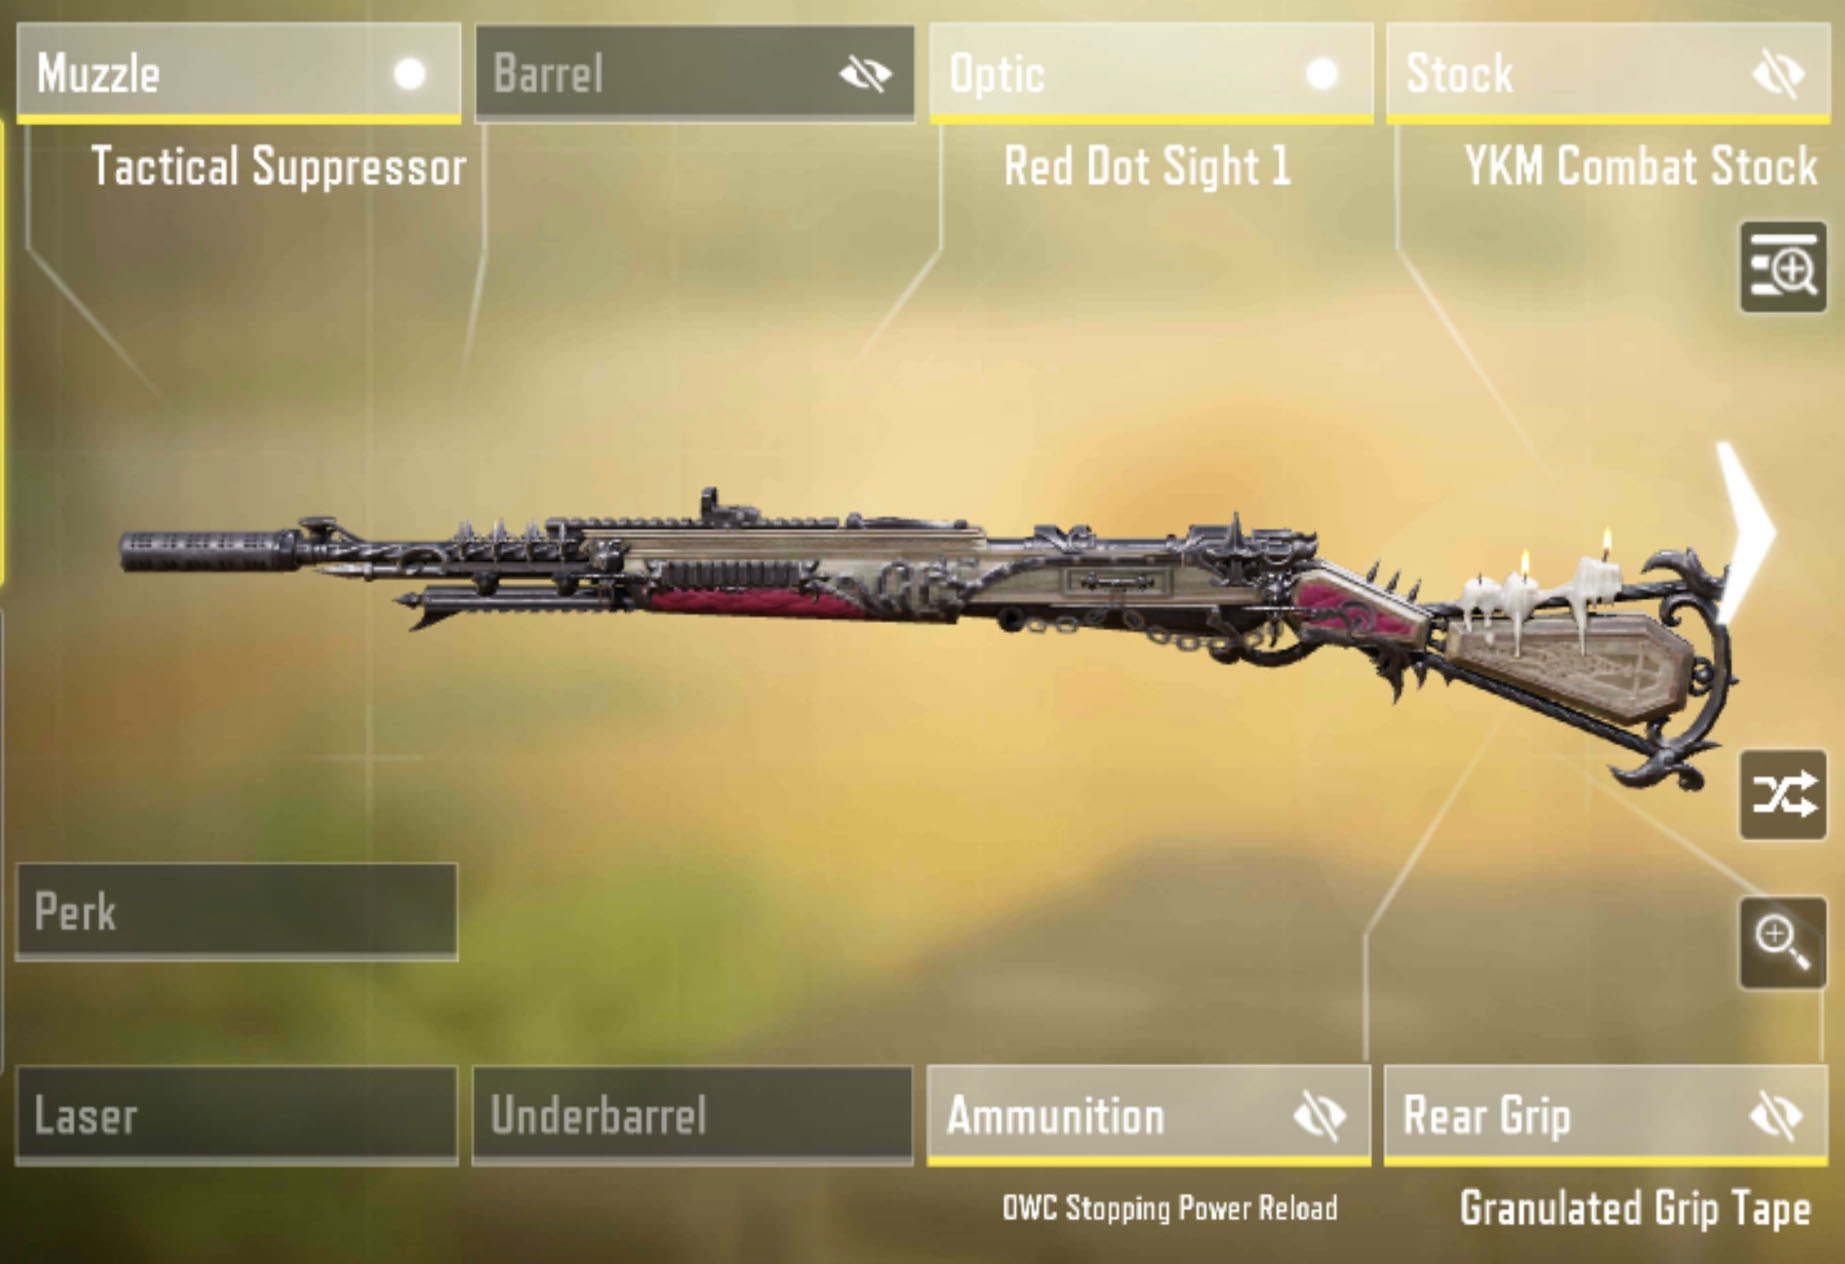 Muzzle
Barrel
Optic
Stock
Tactical Suppressor
Red Dot Sight 1
YKM Combat Stock
Perk
Laser
Underbarrel
Ammunition
Rear Grip
OWC Stopping Power Reload
Granulated Grip Tape